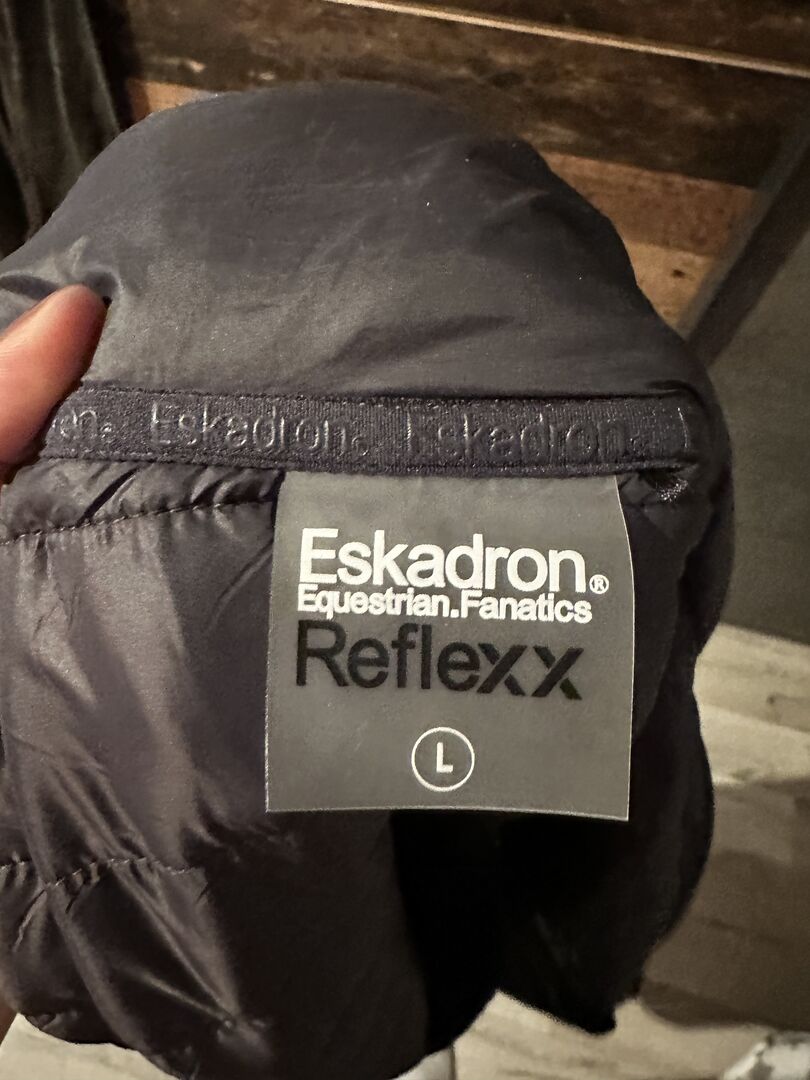 Eskadron® Eskadron®
Eskadron®
Equestrian.Fanatics
Reflexx
L